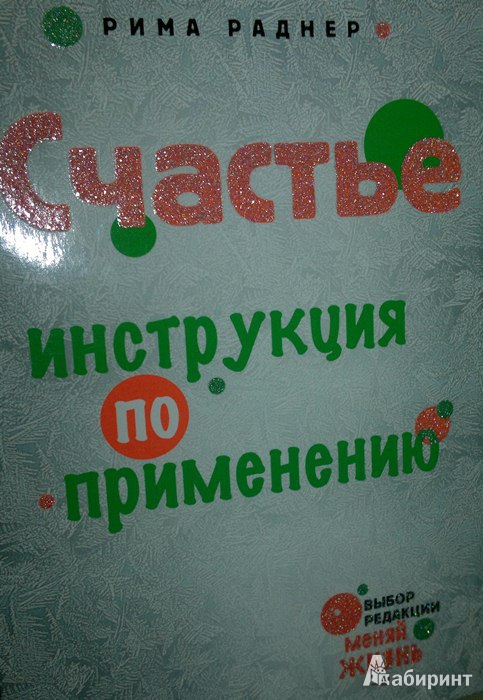 РИМА РАДНЕР
Счастье
инструкция
по
применению
ВЫБОР
РЕДАКЦИИ
меняй
жизнь
Лабиринт